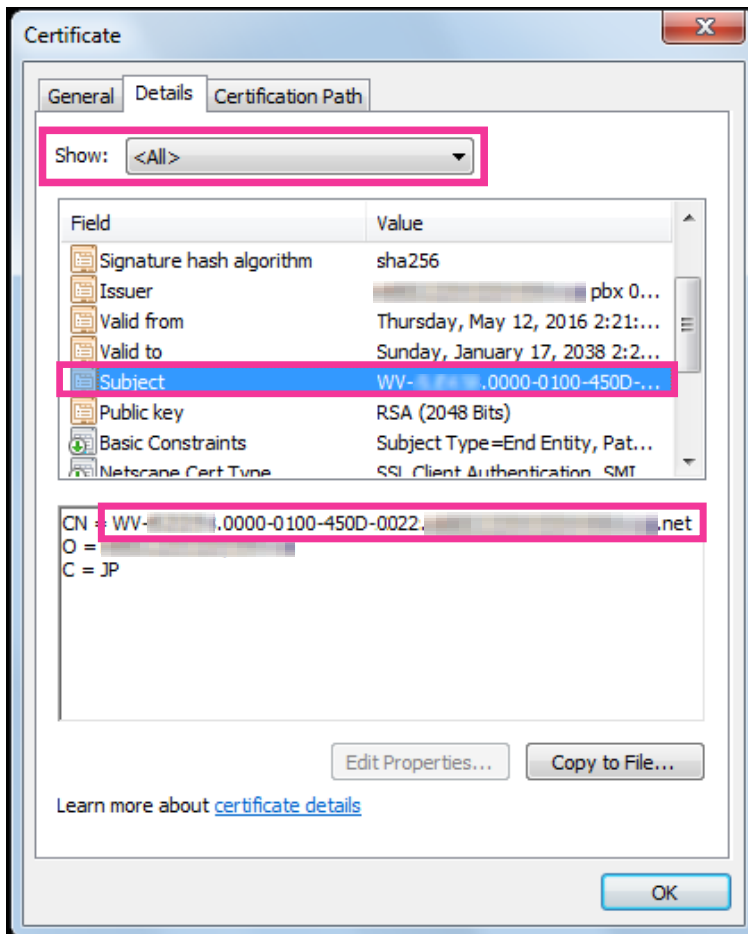 Certificate
General Details Certification Path
Show: <All>
Field Value
Signature hash algorithm sha256
Issuer pbx 0...
Valid from Thursday, May 12, 2016 2:21:...
Valid to Sunday, January 17, 2038 2:2...
Subject WV- .0000-0100-450D-...
Public key RSA (2048 Bits)
Basic Constraints Subject Type=End Entity, Pat...
Netscape Cert Type SSL Client Authentication, SMI
CN = WV- .0000-0100-450D-0022. .net
O =
C = JP
Edit Properties... Copy to File...
Learn more about certificate details
OK